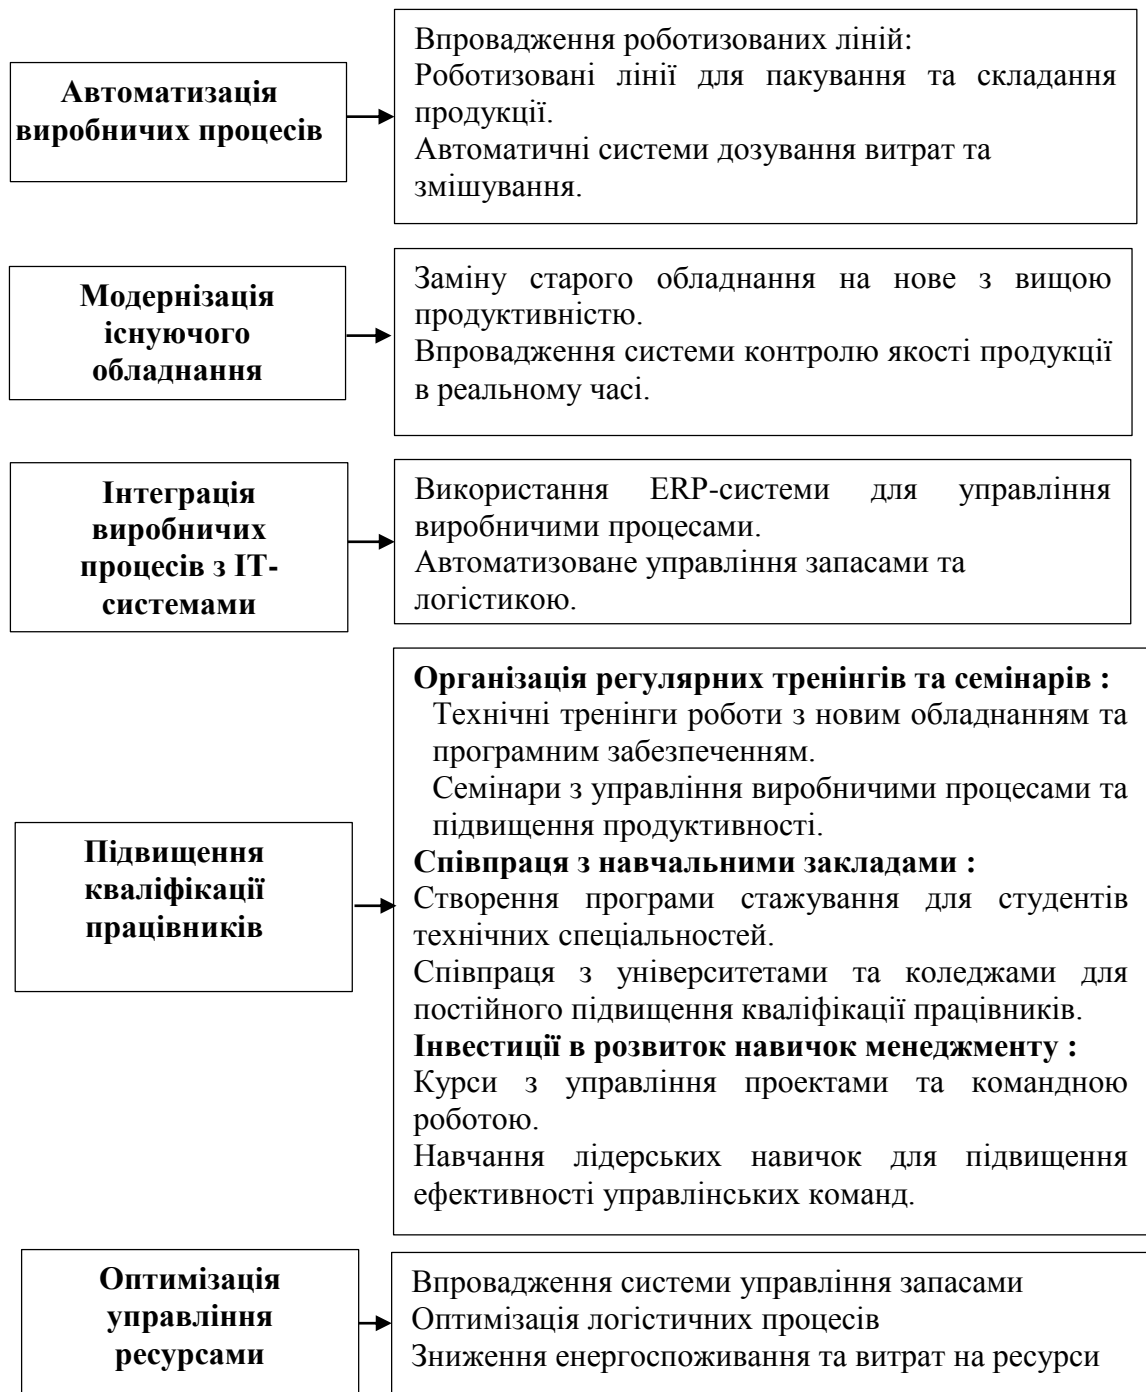 Автоматизація
виробничих процесів
Впровадження роботизованих ліній:
Роботизовані лінії для пакування та складання
продукції.
Автоматичні системи дозування витрат та
змішування.
Модернізація
існуючого
обладнання
Заміну старого обладнання на нове з вищою
продуктивністю.
Впровадження системи контролю якості продукції
в реальному часі.
Інтеграція
виробничих
процесів з ІТ-
системами
Використання ERP-системи для управління
виробничими процесами.
Автоматизоване управління запасами та
логістикою.
Підвищення
кваліфікації
працівників
Організація регулярних тренінгів та семінарів :
Технічні тренінги роботи з новим обладнанням та
програмним забезпеченням.
Семінари з управління виробничими процесами та
підвищення продуктивності.
Співпраця з навчальними закладами :
Створення програми стажування для студентів
технічних спеціальностей.
Співпраця з університетами та коледжами для
постійного підвищення кваліфікації працівників.
Інвестиції в розвиток навичок менеджменту :
Курси з управління проектами та командною
роботою.
Навчання лідерських навичок для підвищення
ефективності управлінських команд.
Оптимізація
управління
ресурсами
Впровадження системи управління запасами
Оптимізація логістичних процесів
Зниження енергоспоживання та витрат на ресурси